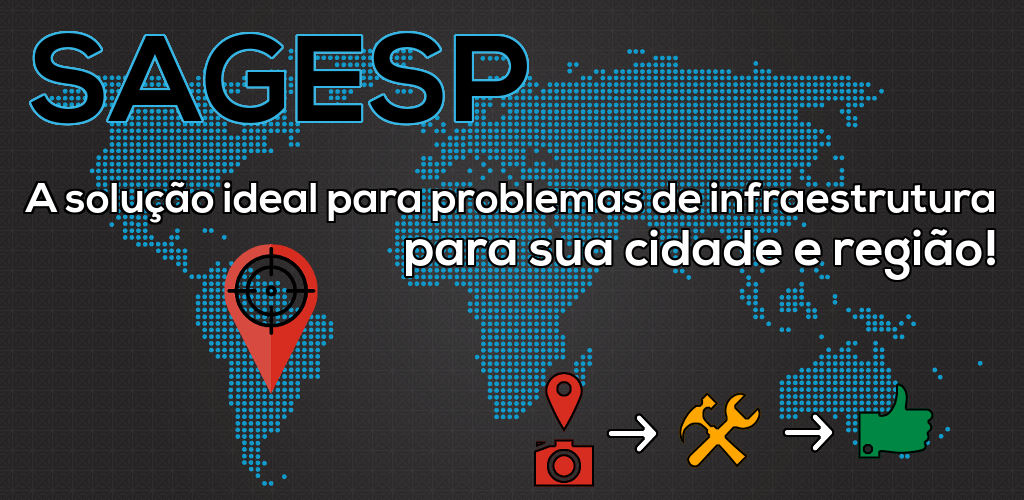 SAGESP
A solução ideal para problemas de infraestrutura
para sua cidade e região!